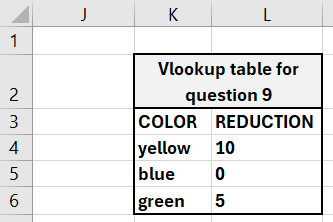 J K L
1
Vlookup table for
2 question 9
3 COLOR REDUCTION
4 yellow 10
5 blue 0
6 green 5